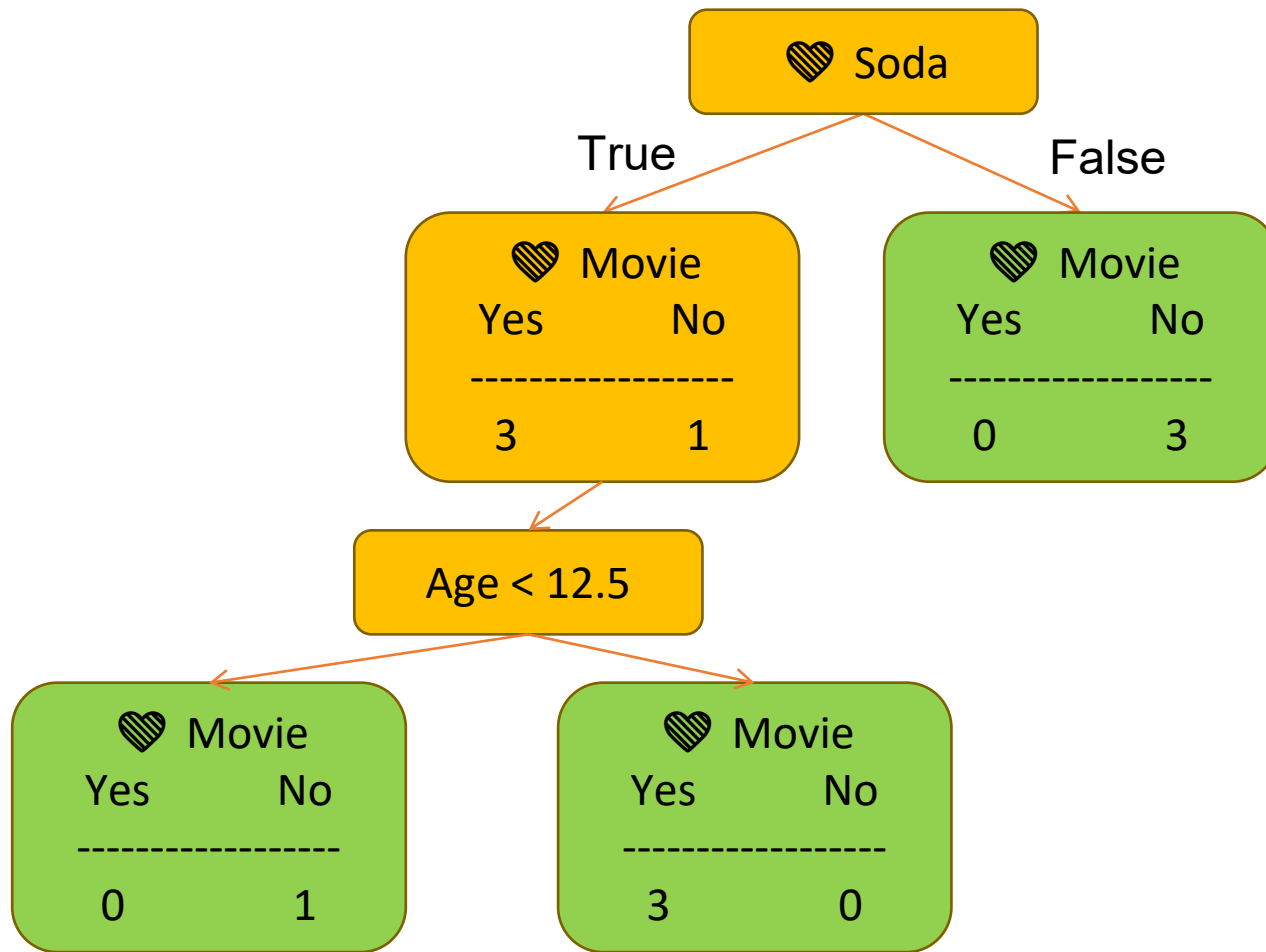 Soda
True
False
Movie
Yes No
------------------
3 1
Movie
Yes No
------------------
0 3
Age < 12.5
Movie
Yes No
------------------
0 1
Movie
Yes No
------------------
3 0